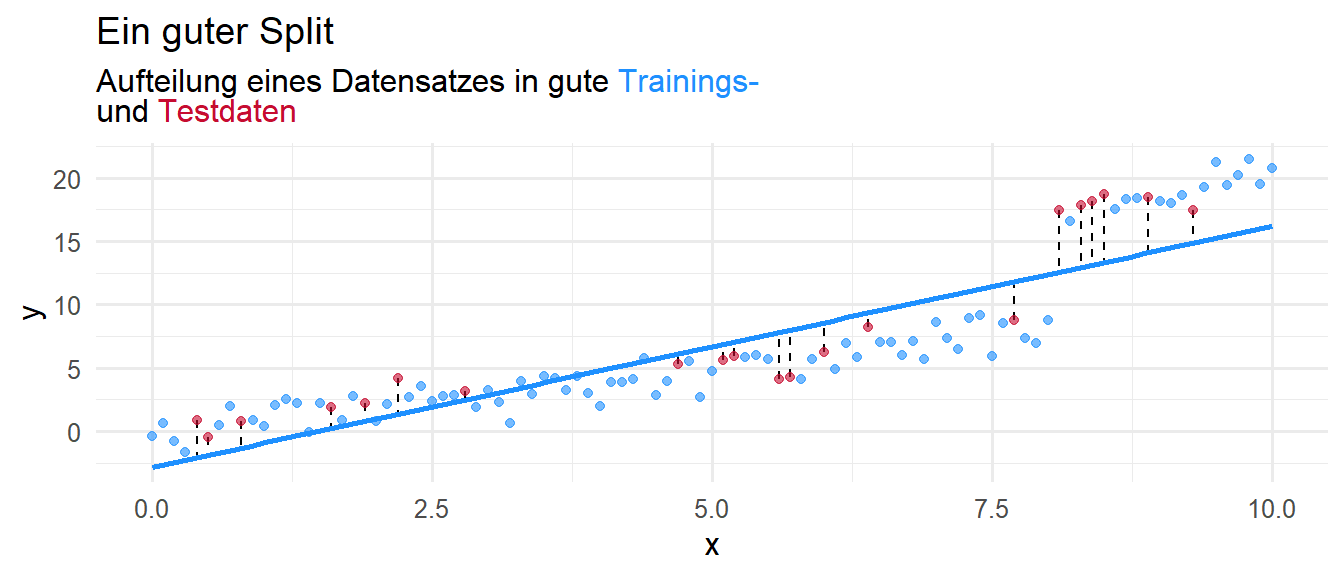 Ein guter Split
Aufteilung eines Datensatzes in gute Trainings-
und Testdaten
20
15
10
5
0
y
0.0 2.5 5.0 7.5 10.0
x